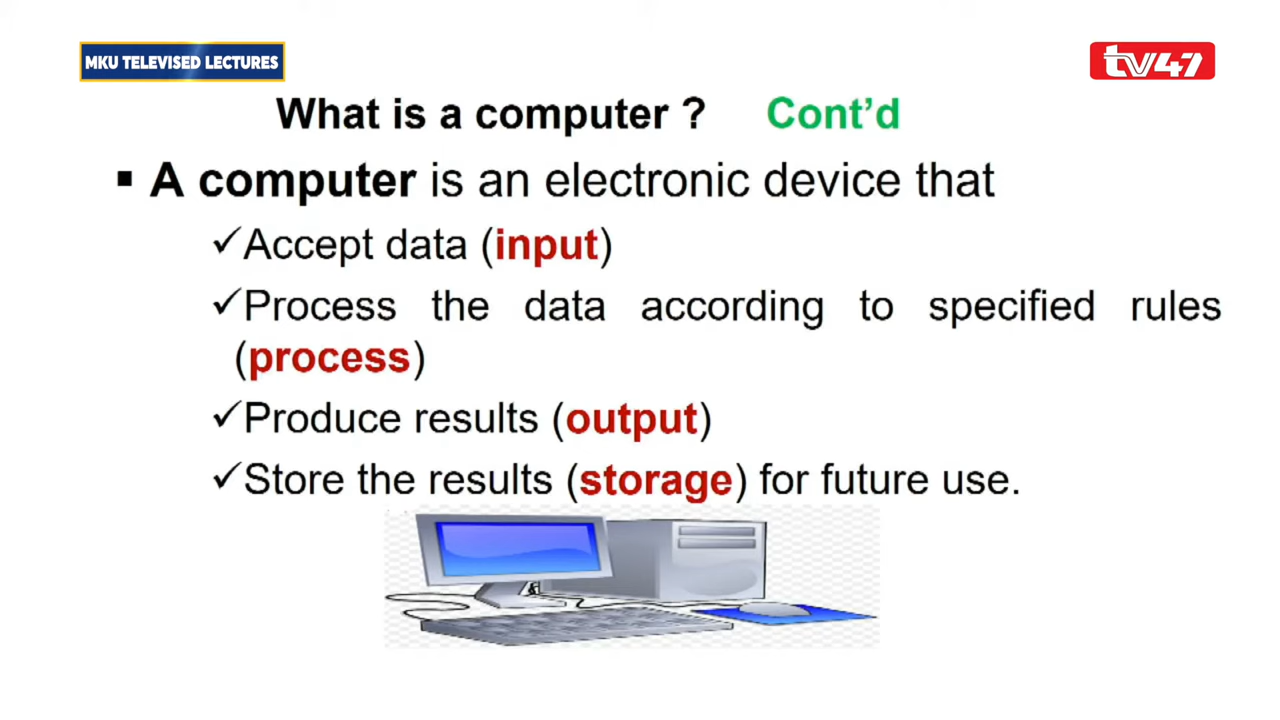 MKU TELEVISED LECTURES
tv47
What is a computer ? Cont'd
▪ A computer is an electronic device that
✓Accept data (input)
✓Process the data according to specified rules
(process)
✓Produce results (output)
✓Store the results (storage) for future use.